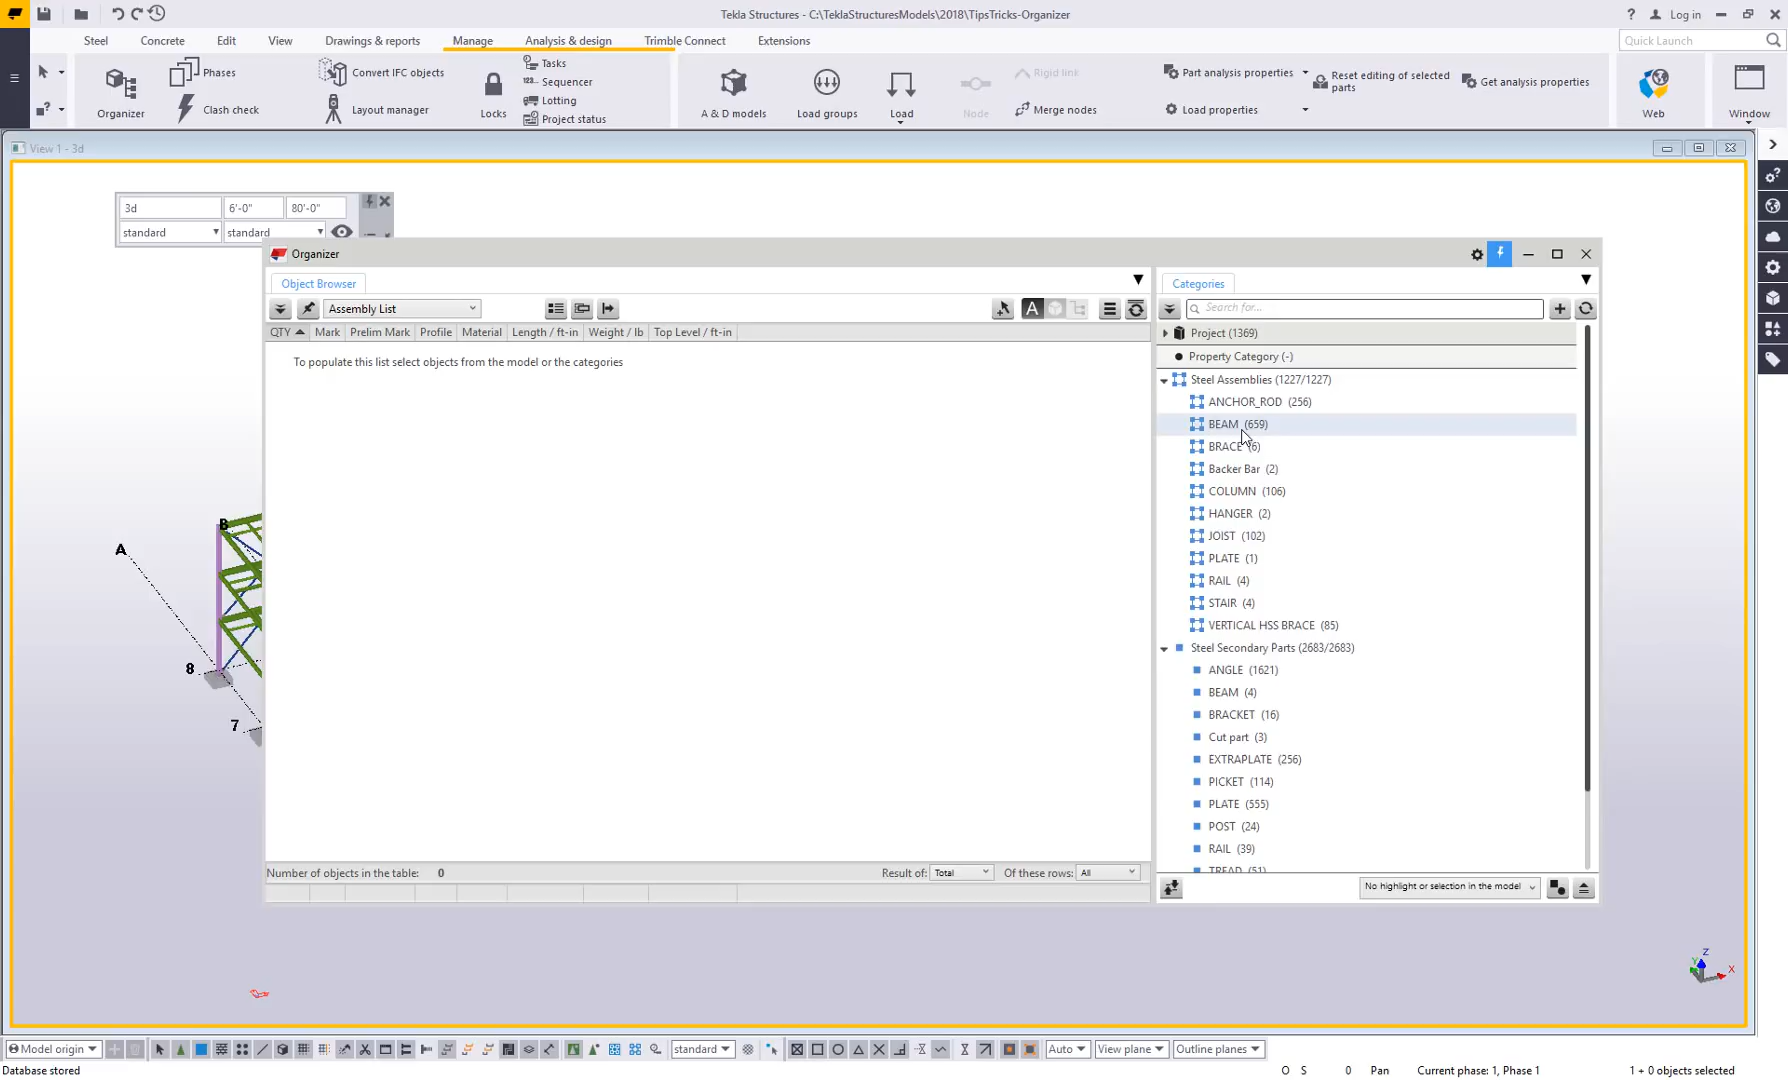 Tekla Structures - C:\TeklaStructuresModels\2018\TipsTricks-Organizer
? Log in
Steel Concrete Edit View Drawings & reports Manage Analysis & design Trimble Connect Extensions
Quick Launch
Organizer
Phases
Clash check
Convert IFC objects
Layout manager
Locks
Tasks
Sequencer
Lotting
Project status
A & D models
Load groups
Load
Node
Rigid link
Merge nodes
Part analysis properties
Load properties
Reset editing of selected parts
Get analysis properties
Web
Window
View 1 - 3d
3d 6'-0" 80'-0"
standard standard
Organizer
Object Browser
Assembly List
A
QTY Mark Prelim Mark Profile Material Length / ft-in Weight / lb Top Level / ft-in
To populate this list select objects from the model or the categories
Number of objects in the table: 0
Result of: Total Of these rows: All
Categories
Search for...
Project (1369)
Property Category (-)
Steel Assemblies (1227/1227)
ANCHOR_ROD (256)
BEAM (659)
BRACE (6)
Backer Bar (2)
COLUMN (106)
HANGER (2)
JOIST (102)
PLATE (1)
RAIL (4)
STAIR (4)
VERTICAL HSS BRACE (85)
Steel Secondary Parts (2683/2683)
ANGLE (1621)
BEAM (4)
BRACKET (16)
Cut part (3)
EXTRAPLATE (256)
PICKET (114)
PLATE (555)
POST (24)
RAIL (39)
TREAD (51)
No highlight or selection in the model
B
A
8
7
Z
Y
X
Model origin standard Auto View plane Outline planes
Database stored
O S 0 Pan Current phase: 1, Phase 1 1 + 0 objects selected